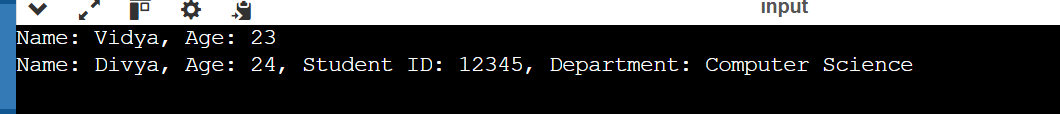 input
Name: Vidya, Age: 23
Name: Divya, Age: 24, Student ID: 12345, Department: Computer Science